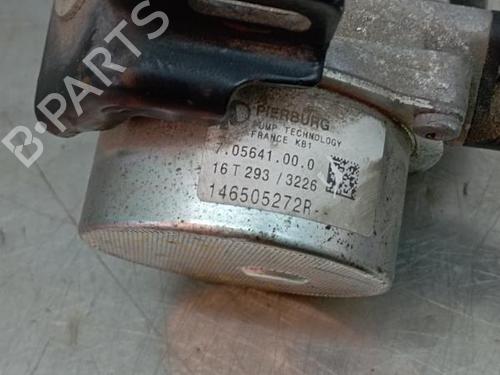 PIERBURG
PUMP TECHNOLOGY
FRANCE KB1
7.05641.00.0
16 T 293 / 3226
146505272R
B-PARTS